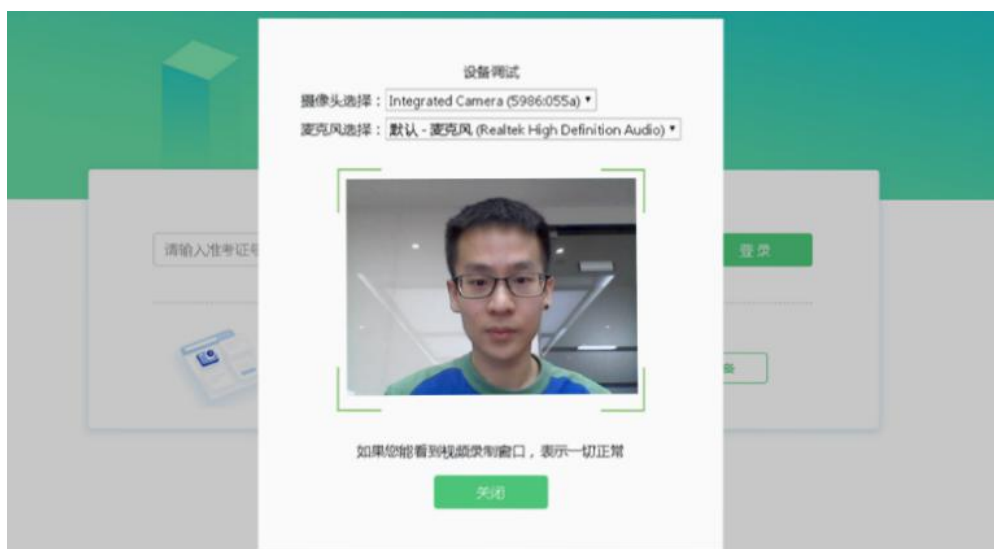 设备调试
摄像头选择：Integrated Camera (5986:055a)
麦克风选择：默认 - 麦克风 (Realtek High Definition Audio)
请输入准考证号
登录
备
如果您能看到视频录制窗口，表示一切正常
关闭